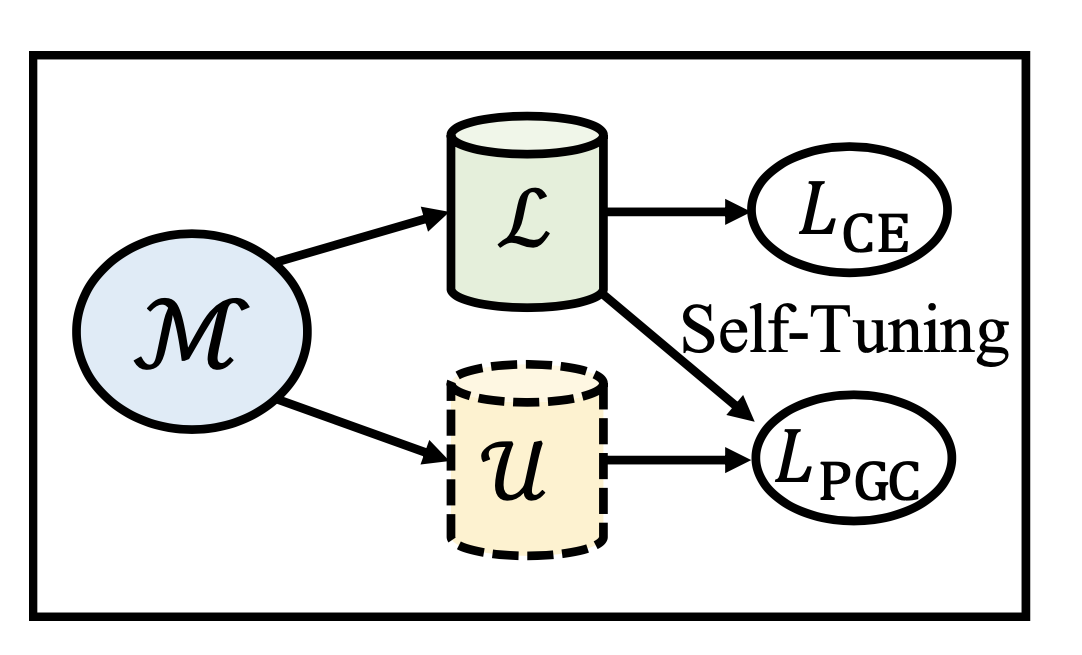 ℒ
L_CE
ℳ
Self-Tuning
𝒰
L_PGC